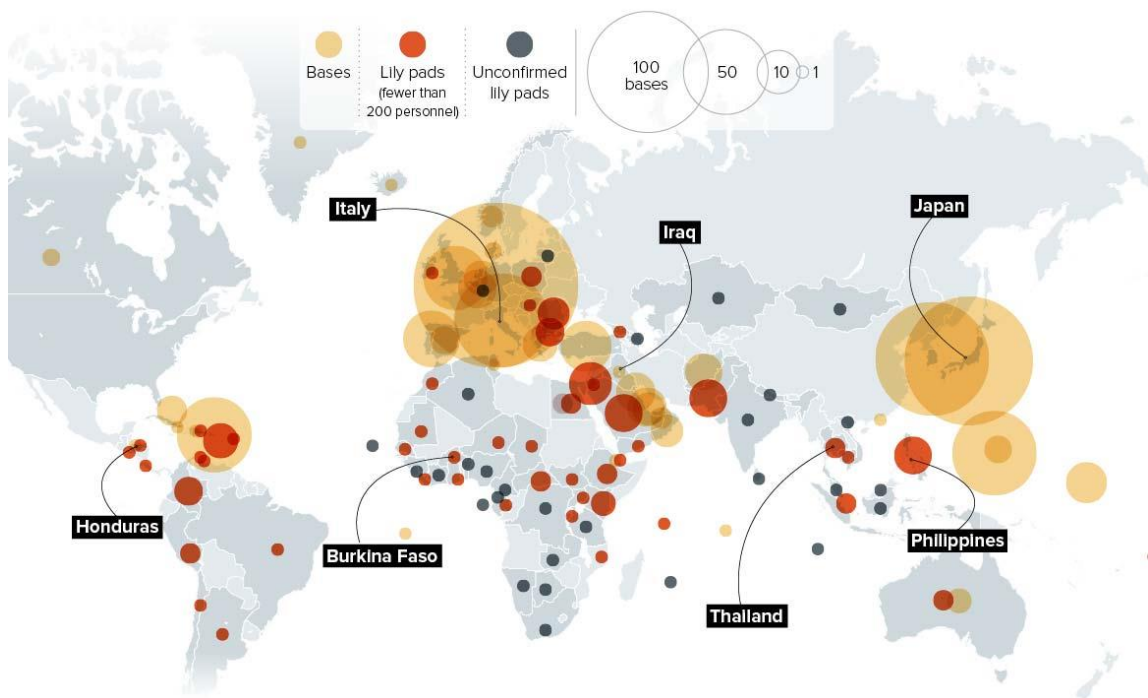 Bases
Lily pads
(fewer than
200 personnel)
Unconfirmed
lily pads
100
bases
50
10
1
Italy
Iraq
Japan
Honduras
Burkina Faso
Thailand
Philippines